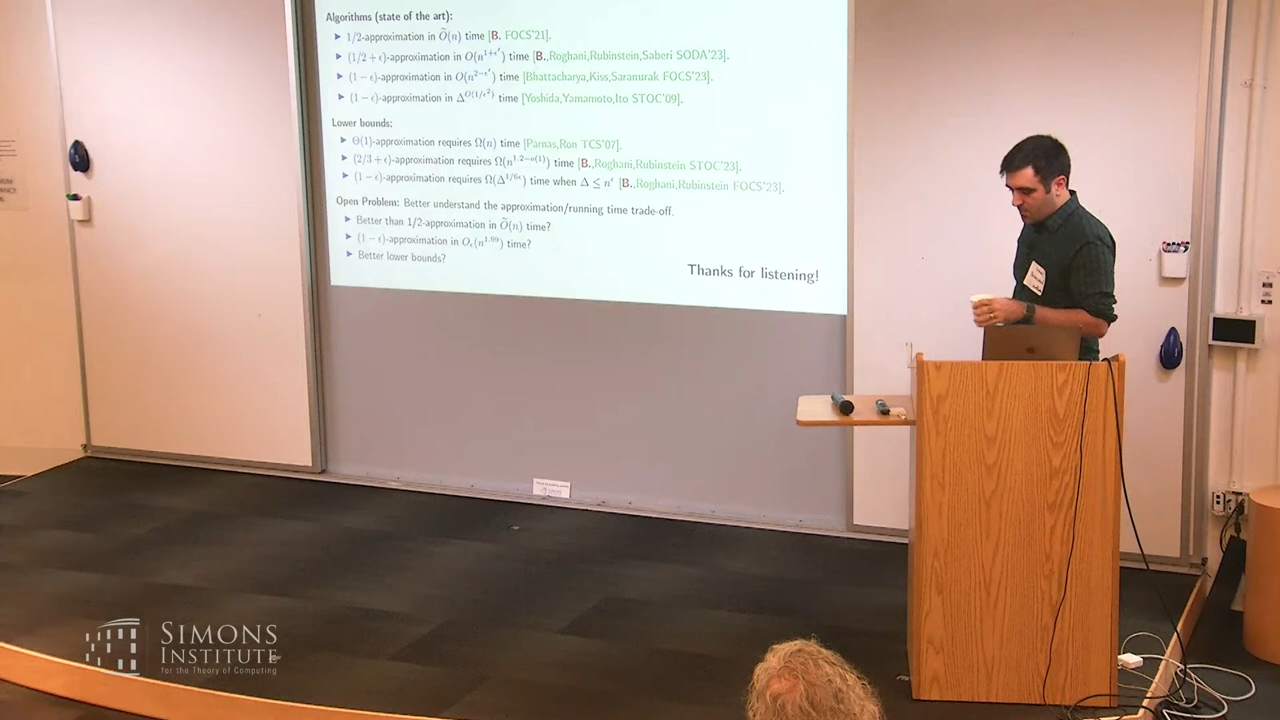 Algorithms (state of the art):
▶ 1/2-approximation in Õ(n) time [B. FOCS'21].
▶ (1/2 + ϵ)-approximation in O(n^{1+ϵ'}) time [B.,Roghani,Rubinstein,Saberi SODA'23].
▶ (1 − ϵ)-approximation in O(n^{2−ϵ'}) time [Bhattacharya,Kiss,Saranurak FOCS'23].
▶ (1 − ϵ)-approximation in Δ^{O(1/ϵ²)} time [Yoshida,Yamamoto,Ito STOC'09].
Lower bounds:
▶ Θ(1)-approximation requires Ω(n) time [Parnas,Ron TCS'07].
▶ (2/3 + ϵ)-approximation requires Ω(n^{1.2−o(1)}) time [B.,Roghani,Rubinstein STOC'23].
▶ (1 − ϵ)-approximation requires Ω(Δ^{1/6ϵ}) time when Δ ≤ n^ϵ [B.,Roghani,Rubinstein FOCS'23].
Open Problem: Better understand the approximation/running time trade-off.
▶ Better than 1/2-approximation in Õ(n) time?
▶ (1 − ϵ)-approximation in O_ϵ(n^{1.99}) time?
▶ Better lower bounds?
Thanks for listening!
SIMONS
INSTITUTE
for the Theory of Computing